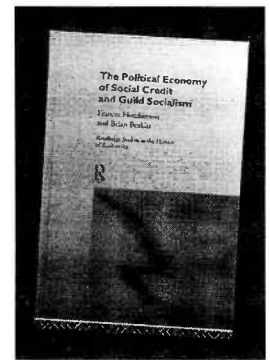 The Political Economy
of Social Credit
and Guild Socialism
Frances Hutchinson
and Brian Burkitt
Routledge Studies in the History
of Economics
R